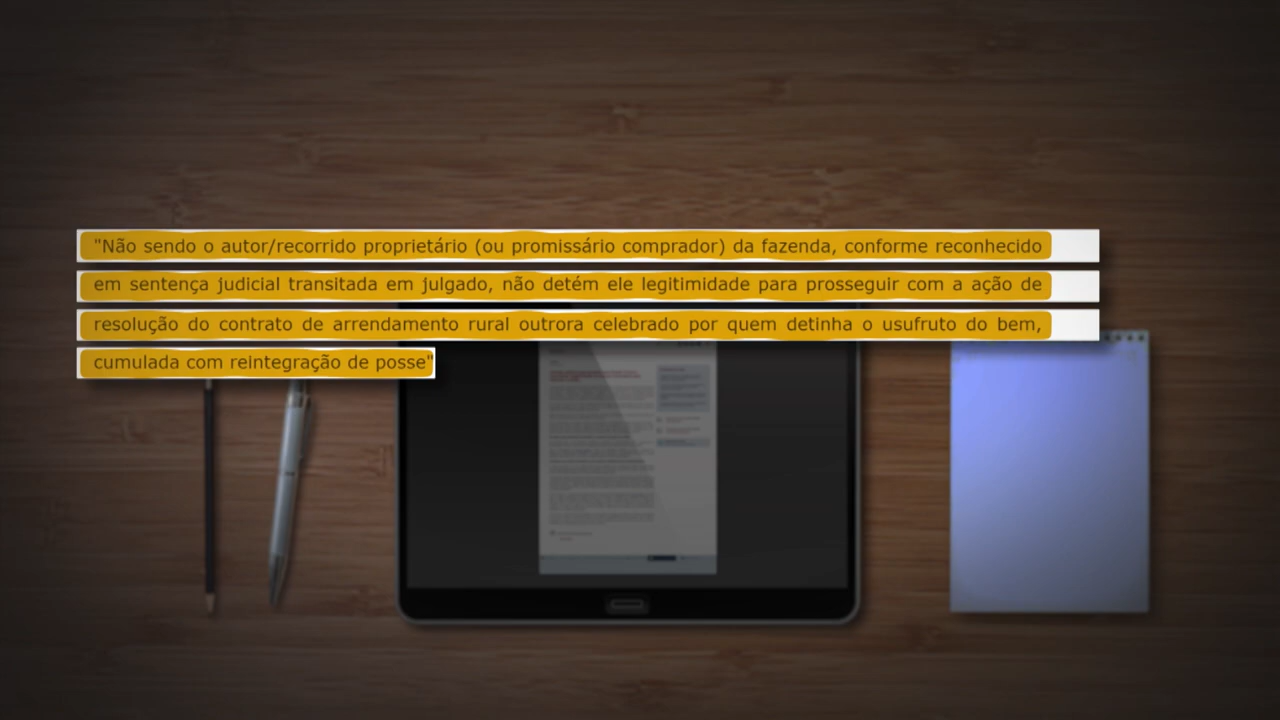 "Não sendo o autor/recorrido proprietário (ou promissário comprador) da fazenda, conforme reconhecido
em sentença judicial transitada em julgado, não detém ele legitimidade para prosseguir com a ação de
resolução do contrato de arrendamento rural outrora celebrado por quem detinha o usufruto do bem,
cumulada com reintegração de posse"